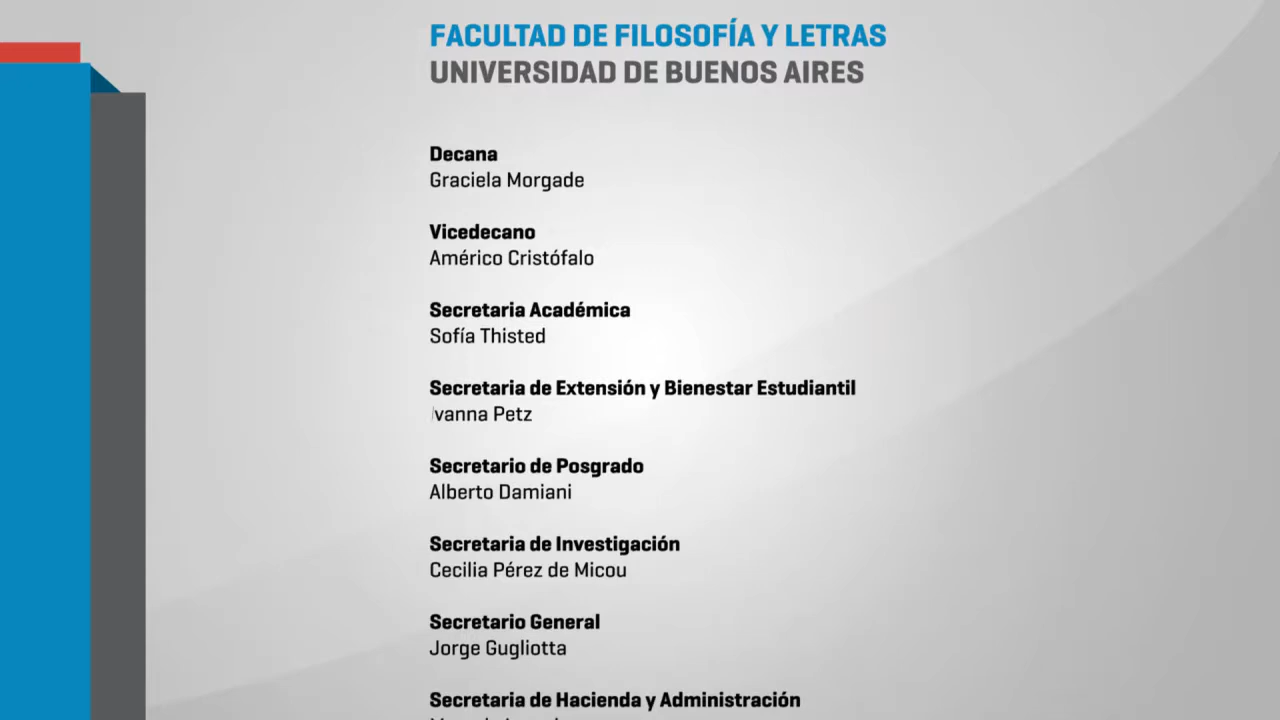 FACULTAD DE FILOSOFÍA Y LETRAS
UNIVERSIDAD DE BUENOS AIRES
Decana
Graciela Morgade
Vicedecano
Américo Cristófalo
Secretaria Académica
Sofía Thisted
Secretaria de Extensión y Bienestar Estudiantil
Ivanna Petz
Secretario de Posgrado
Alberto Damiani
Secretaria de Investigación
Cecilia Pérez de Micou
Secretario General
Jorge Gugliotta
Secretaria de Hacienda y Administración